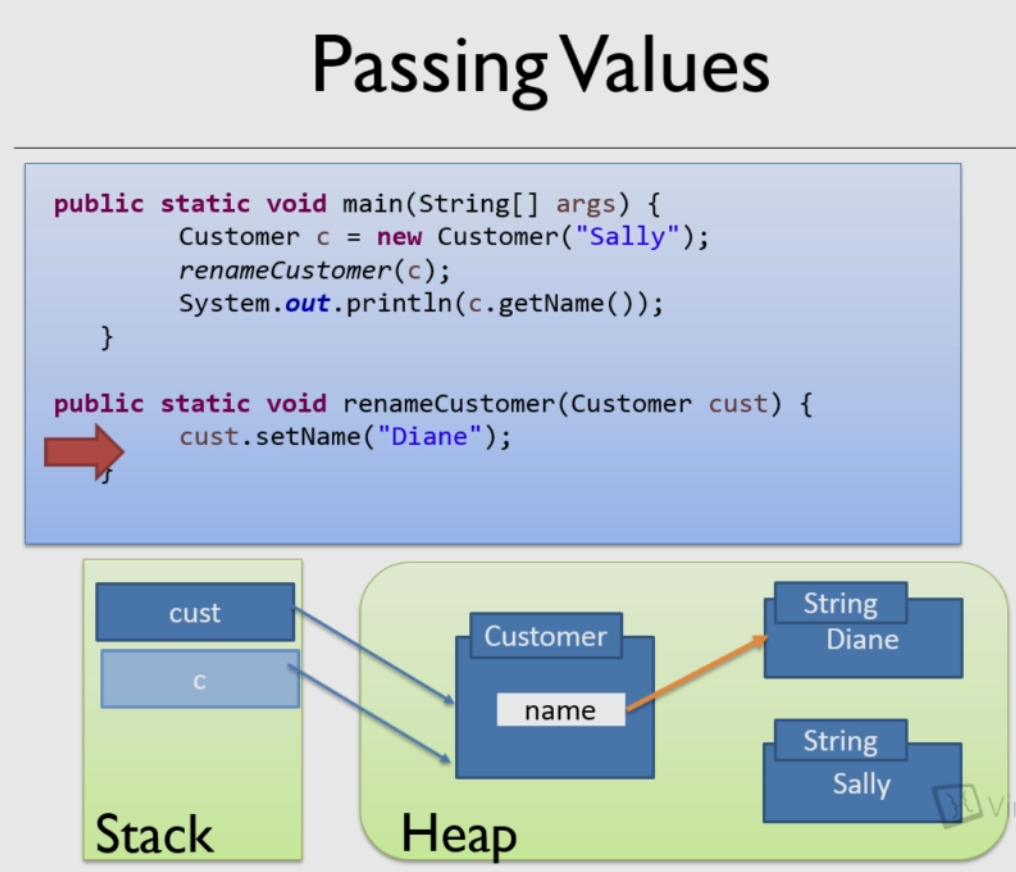 Passing Values
public static void main(String[] args) {
Customer c = new Customer("Sally");
renameCustomer(c);
System.out.println(c.getName());
}
public static void renameCustomer(Customer cust) {
cust.setName("Diane");
}
cust
c
Stack
Customer
name
String
Diane
String
Sally
Heap